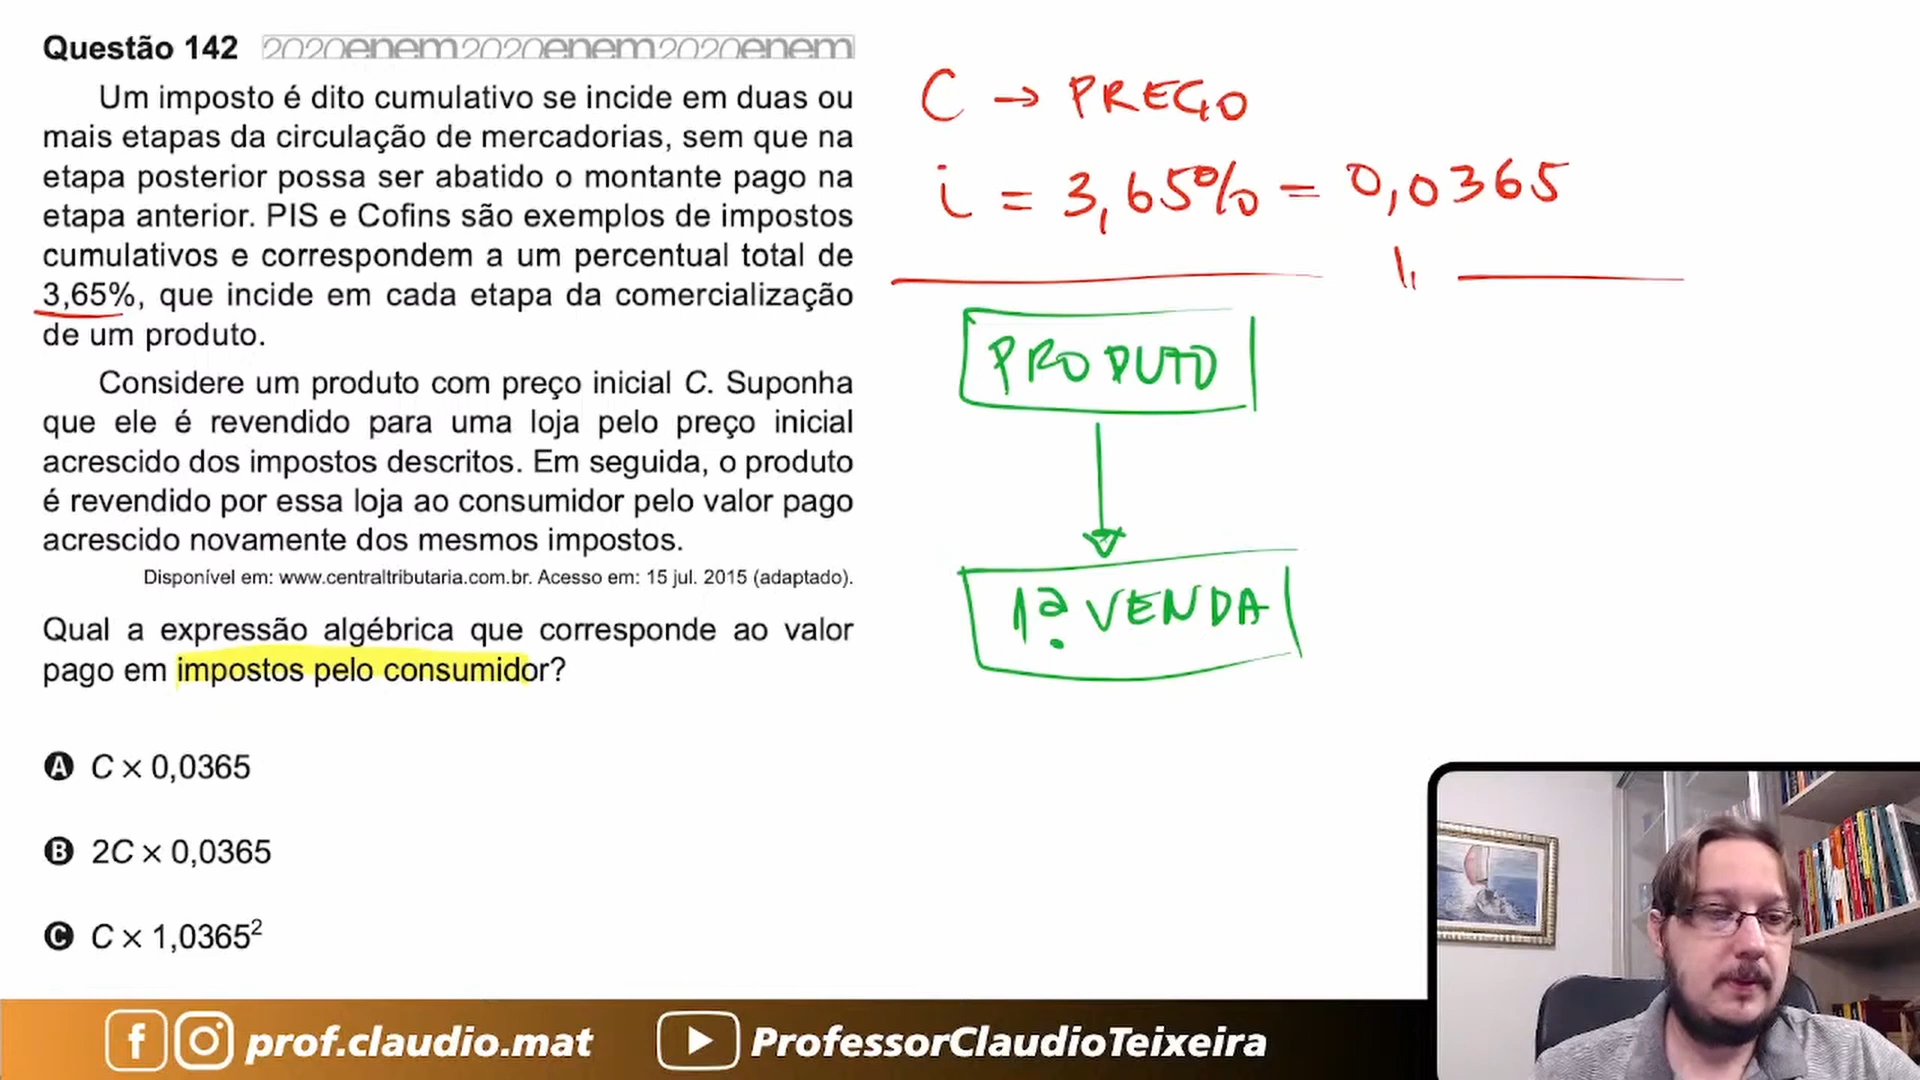 Questão 142 2020enem2020enem2020enem
Um imposto é dito cumulativo se incide em duas ou
mais etapas da circulação de mercadorias, sem que na
etapa posterior possa ser abatido o montante pago na
etapa anterior. PIS e Cofins são exemplos de impostos
cumulativos e correspondem a um percentual total de
3,65%, que incide em cada etapa da comercialização
de um produto.
Considere um produto com preço inicial C. Suponha
que ele é revendido para uma loja pelo preço inicial
acrescido dos impostos descritos. Em seguida, o produto
é revendido por essa loja ao consumidor pelo valor pago
acrescido novamente dos mesmos impostos.
Disponível em: www.centraltributaria.com.br. Acesso em: 15 jul. 2015 (adaptado).
Qual a expressão algébrica que corresponde ao valor
pago em impostos pelo consumidor?
A C × 0,0365
B 2C × 0,0365
C C × 1,0365²
C → PREÇO
i = 3,65% = 0,0365
PRODUTO
1ª VENDA
prof.claudio.mat
ProfessorClaudioTeixeira